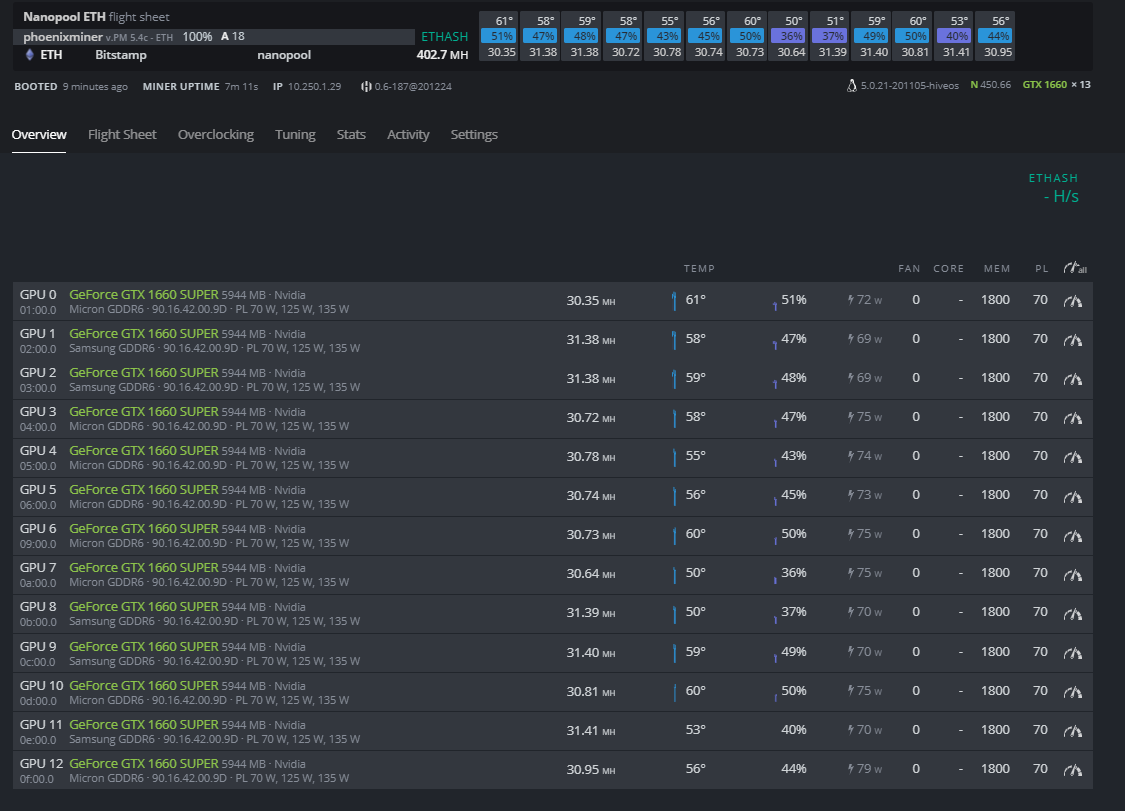 Nanopool ETH flight sheet
phoenixminer v.PM 5.4c - ETH 100% A 18 ETHASH
ETH Bitstamp nanopool 402.7 MH
61° 58° 59° 58° 55° 56° 60° 50° 51° 59° 60° 53° 56°
51% 47% 48% 47% 43% 45% 50% 36% 37% 49% 50% 40% 44%
30.35 31.38 31.38 30.72 30.78 30.74 30.73 30.64 31.39 31.40 30.81 31.41 30.95
BOOTED 9 minutes ago MINER UPTIME 7m 11s IP 10.250.1.29 0.6-187@201224 5.0.21-201105-hiveos N 450.66 GTX 1660 × 13
Overview Flight Sheet Overclocking Tuning Stats Activity Settings
ETHASH
- H/s
TEMP FAN CORE MEM PL all
GPU 0 GeForce GTX 1660 SUPER 5944 MB · Nvidia 30.35 MH 61° 51% 72 W 0 - 1800 70
01:00.0 Micron GDDR6 · 90.16.42.00.9D · PL 70 W, 125 W, 135 W
GPU 1 GeForce GTX 1660 SUPER 5944 MB · Nvidia 31.38 MH 58° 47% 69 W 0 - 1800 70
02:00.0 Samsung GDDR6 · 90.16.42.00.9D · PL 70 W, 125 W, 135 W
GPU 2 GeForce GTX 1660 SUPER 5944 MB · Nvidia 31.38 MH 59° 48% 69 W 0 - 1800 70
03:00.0 Samsung GDDR6 · 90.16.42.00.9D · PL 70 W, 125 W, 135 W
GPU 3 GeForce GTX 1660 SUPER 5944 MB · Nvidia 30.72 MH 58° 47% 75 W 0 - 1800 70
04:00.0 Micron GDDR6 · 90.16.42.00.9D · PL 70 W, 125 W, 135 W
GPU 4 GeForce GTX 1660 SUPER 5944 MB · Nvidia 30.78 MH 55° 43% 74 W 0 - 1800 70
05:00.0 Micron GDDR6 · 90.16.42.00.9D · PL 70 W, 125 W, 135 W
GPU 5 GeForce GTX 1660 SUPER 5944 MB · Nvidia 30.74 MH 56° 45% 73 W 0 - 1800 70
06:00.0 Micron GDDR6 · 90.16.42.00.9D · PL 70 W, 125 W, 135 W
GPU 6 GeForce GTX 1660 SUPER 5944 MB · Nvidia 30.73 MH 60° 50% 75 W 0 - 1800 70
09:00.0 Micron GDDR6 · 90.16.42.00.9D · PL 70 W, 125 W, 135 W
GPU 7 GeForce GTX 1660 SUPER 5944 MB · Nvidia 30.64 MH 50° 36% 75 W 0 - 1800 70
0a:00.0 Micron GDDR6 · 90.16.42.00.9D · PL 70 W, 125 W, 135 W
GPU 8 GeForce GTX 1660 SUPER 5944 MB · Nvidia 31.39 MH 50° 37% 70 W 0 - 1800 70
0b:00.0 Samsung GDDR6 · 90.16.42.00.9D · PL 70 W, 125 W, 135 W
GPU 9 GeForce GTX 1660 SUPER 5944 MB · Nvidia 31.40 MH 59° 49% 70 W 0 - 1800 70
0c:00.0 Samsung GDDR6 · 90.16.42.00.9D · PL 70 W, 125 W, 135 W
GPU 10 GeForce GTX 1660 SUPER 5944 MB · Nvidia 30.81 MH 60° 50% 75 W 0 - 1800 70
0d:00.0 Micron GDDR6 · 90.16.42.00.9D · PL 70 W, 125 W, 135 W
GPU 11 GeForce GTX 1660 SUPER 5944 MB · Nvidia 31.41 MH 53° 40% 70 W 0 - 1800 70
0e:00.0 Samsung GDDR6 · 90.16.42.00.9D · PL 70 W, 125 W, 135 W
GPU 12 GeForce GTX 1660 SUPER 5944 MB · Nvidia 30.95 MH 56° 44% 79 W 0 - 1800 70
0f:00.0 Micron GDDR6 · 90.16.42.00.9D · PL 70 W, 125 W, 135 W